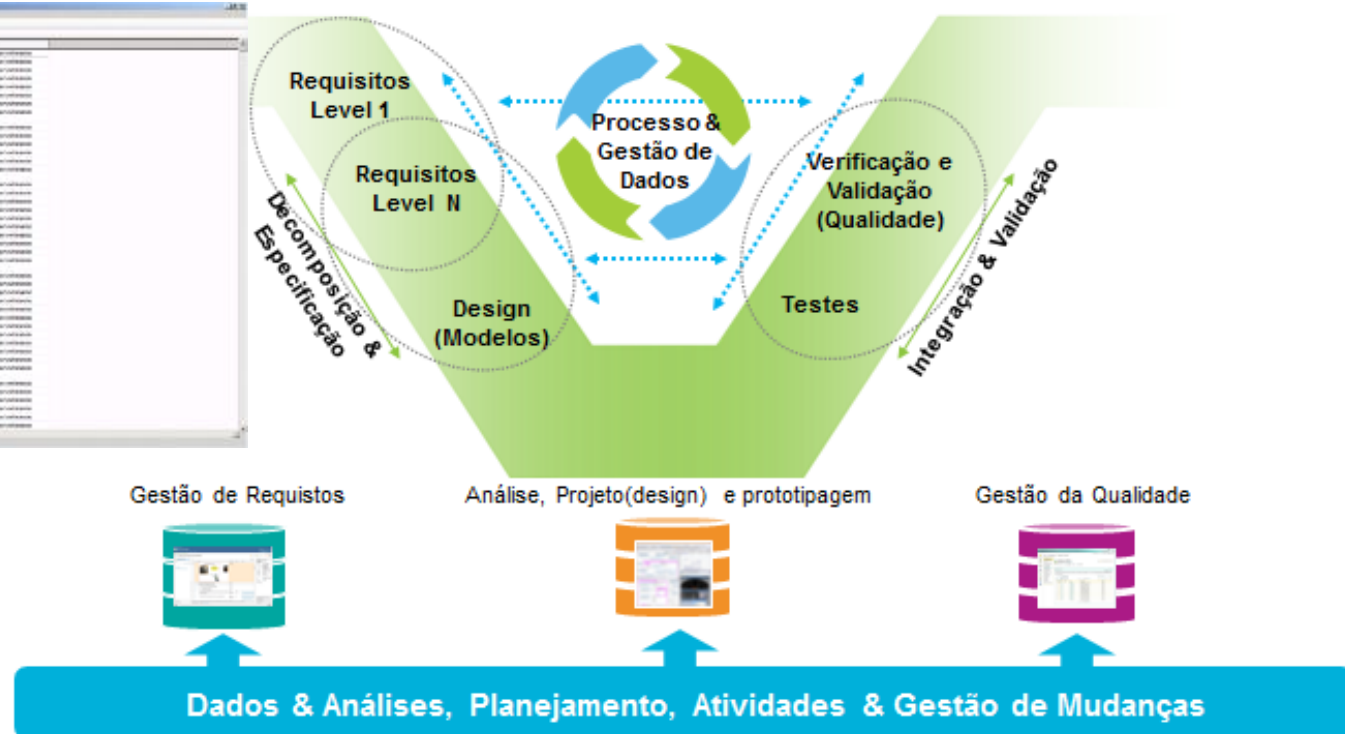 Requisitos
Level 1
Requisitos
Level N
Design
(Modelos)
Decomposição &
Especificação
Processo &
Gestão de
Dados
Verificação e
Validação
(Qualidade)
Testes
Integração & Validação
Gestão de Requistos
Análise, Projeto(design) e prototipagem
Gestão da Qualidade
Dados & Análises, Planejamento, Atividades & Gestão de Mudanças